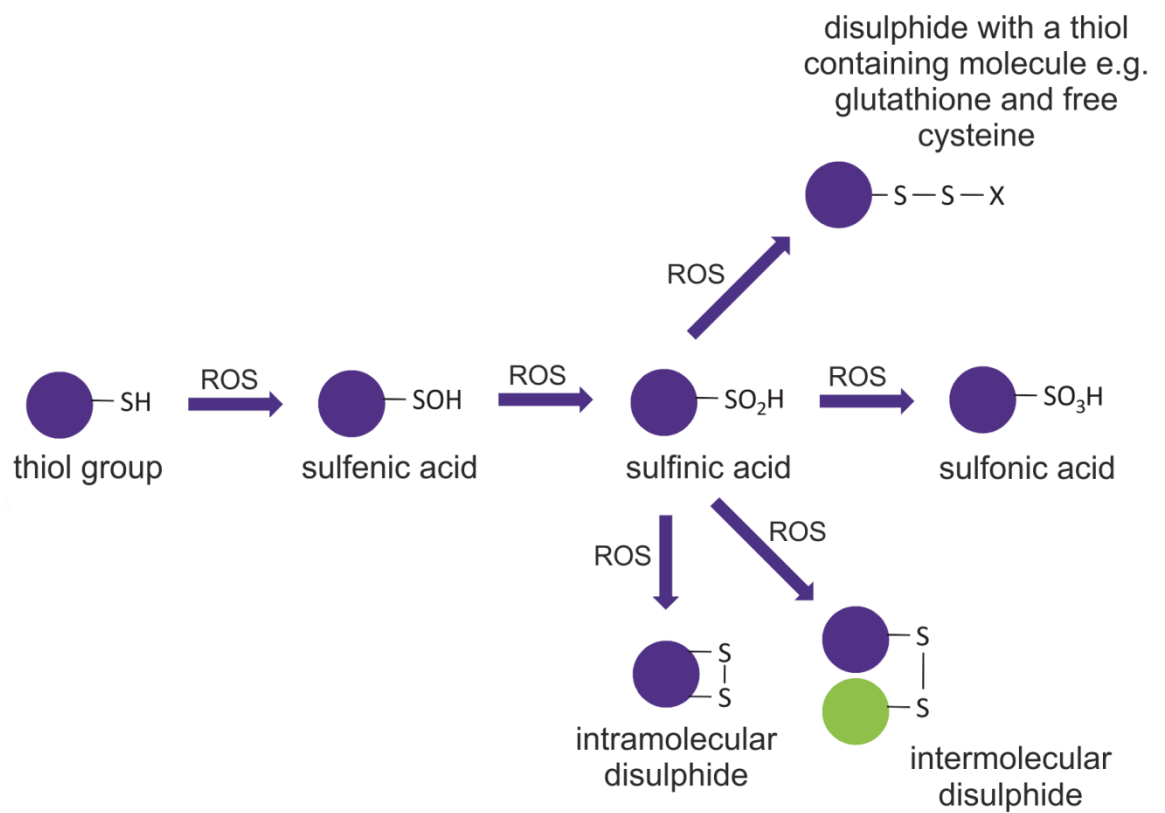 disulphide with a thiol
containing molecule e.g.
glutathione and free
cysteine
S – S – X
ROS
SH
ROS
SOH
ROS
SO₂H
ROS
SO₃H
thiol group
sulfenic acid
sulfinic acid
sulfonic acid
ROS
ROS
S
S
intramolecular
disulphide
S
S
intermolecular
disulphide